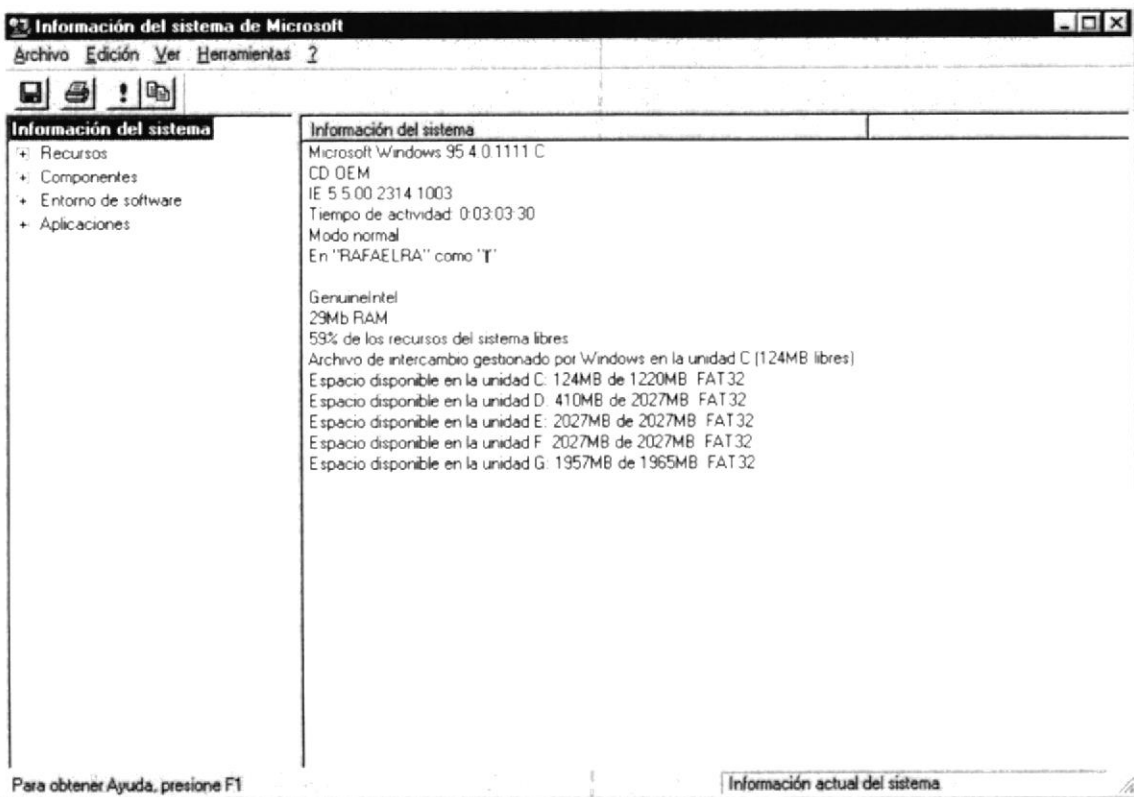 Información del sistema de Microsoft
Archivo Edición Ver Herramientas ?
Información del sistema
+ Recursos
+ Componentes
+ Entorno de software
+ Aplicaciones
Información del sistema
Microsoft Windows 95 4.0.1111 C
CD OEM
IE 5 5.00.2314.1003
Tiempo de actividad: 0:03:03:30
Modo normal
En "RAFAELRA" como
GenuineIntel
29Mb RAM
59% de los recursos del sistema libres
Archivo de intercambio gestionado por Windows en la unidad C (124MB libres)
Espacio disponible en la unidad C: 124MB de 1220MB FAT32
Espacio disponible en la unidad D: 410MB de 2027MB FAT32
Espacio disponible en la unidad E: 2027MB de 2027MB FAT32
Espacio disponible en la unidad F: 2027MB de 2027MB FAT32
Espacio disponible en la unidad G: 1957MB de 1965MB FAT32
Para obtener Ayuda, presione F1
Información actual del sistema